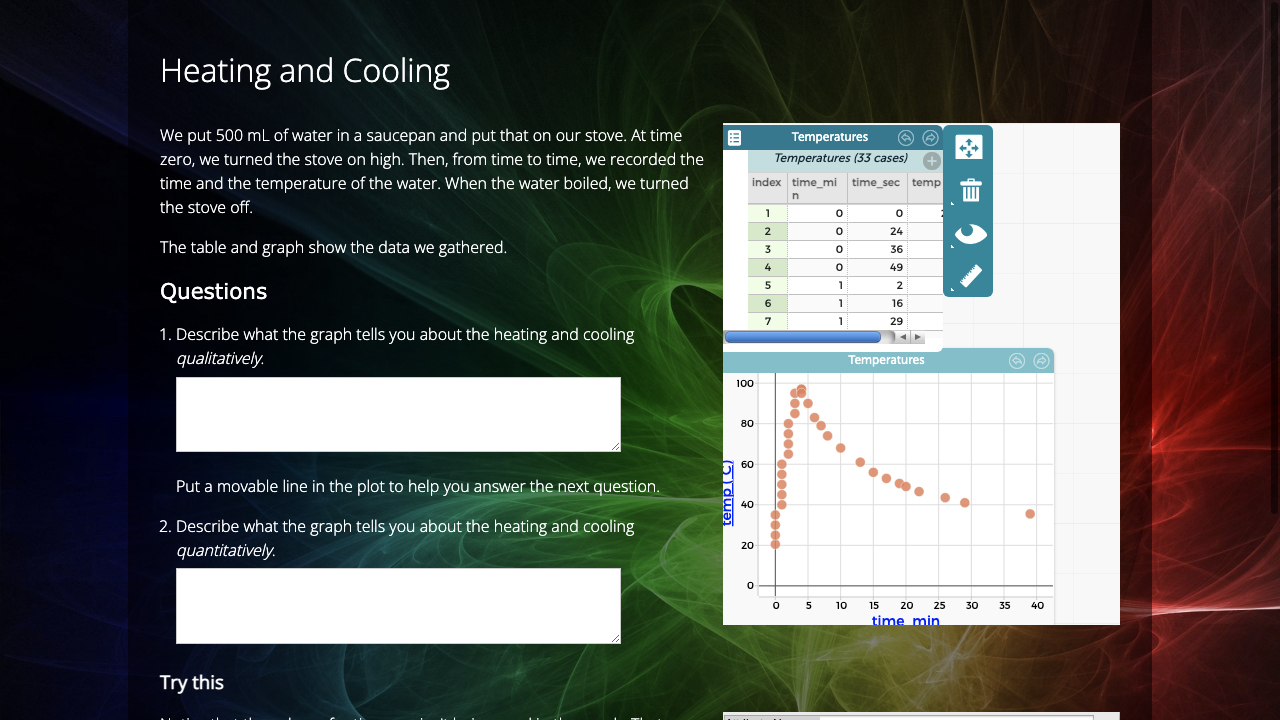 Heating and Cooling
We put 500 mL of water in a saucepan and put that on our stove. At time
zero, we turned the stove on high. Then, from time to time, we recorded the
time and the temperature of the water. When the water boiled, we turned
the stove off.
The table and graph show the data we gathered.
Questions
1. Describe what the graph tells you about the heating and cooling
qualitatively.
Put a movable line in the plot to help you answer the next question.
2. Describe what the graph tells you about the heating and cooling
quantitatively.
Try this
Temperatures
Temperatures (33 cases)
index time_mi time_sec temp
n
1 0 0
2 0 24
3 0 36
4 0 49
5 1 2
6 1 16
7 1 29
Temperatures
100
80
60
40
20
0
temp (°C)
0 5 10 15 20 25 30 35 40
time_min